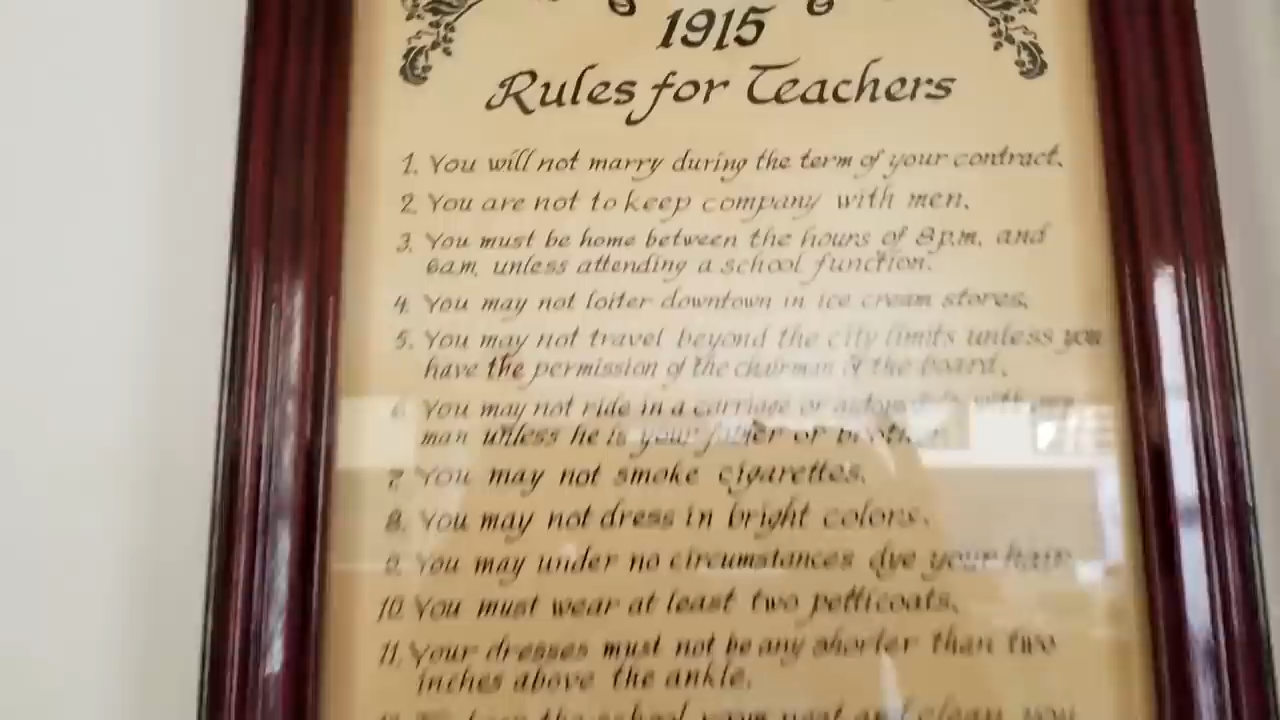 1915
Rules for Teachers
1. You will not marry during the term of your contract.
2. You are not to keep company with men.
3. You must be home between the hours of 8 p.m. and
6 a.m. unless attending a school function.
4. You may not loiter downtown in ice cream stores.
5. You may not travel beyond the city limits unless you
have the permission of the chairman of the board.
6. You may not ride in a carriage or automobile with any
man unless he is your father or brother.
7. You may not smoke cigarettes.
8. You may not dress in bright colors.
9. You may under no circumstances dye your hair
10. You must wear at least two petticoats.
11. Your dresses must not be any shorter than two
inches above the ankle.